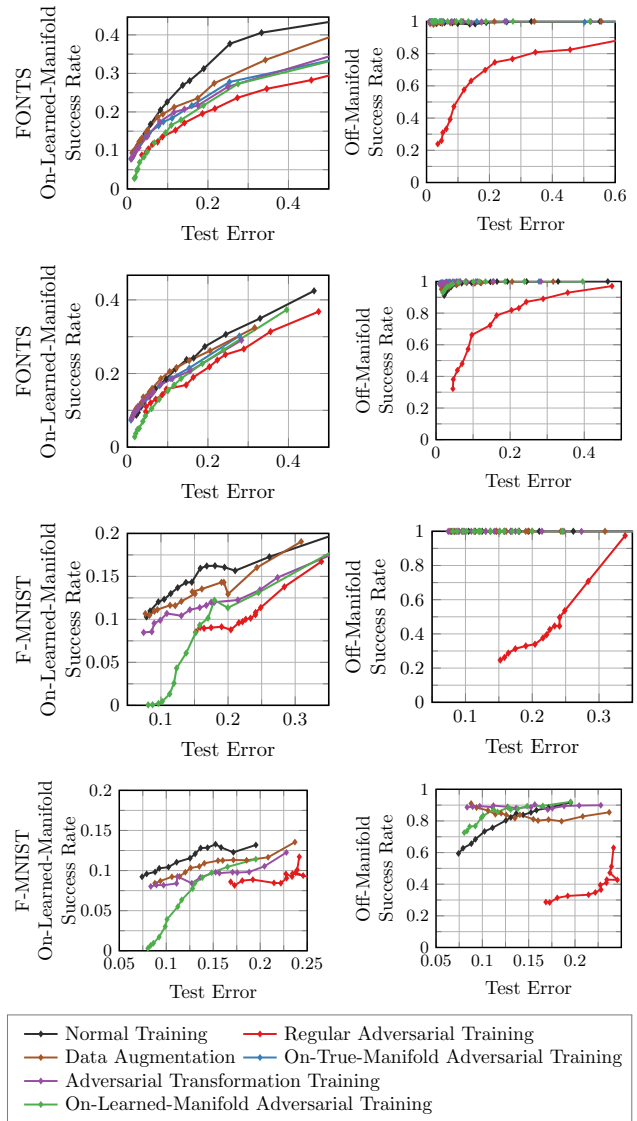 FONTS
On-Learned-Manifold
Success Rate
0.4
0.3
0.2
0.1
0
0.2
0.4
Test Error
Off-Manifold
Success Rate
1
0.8
0.6
0.4
0.2
0
0
0.2
0.4
0.6
Test Error
FONTS
On-Learned-Manifold
Success Rate
0.4
0.2
0
0
0.2
0.4
Test Error
Off-Manifold
Success Rate
1
0.8
0.6
0.4
0.2
0
0
0.2
0.4
Test Error
F-MNIST
On-Learned-Manifold
Success Rate
0.2
0.15
0.1
0.05
0
0.1
0.2
0.3
Test Error
Off-Manifold
Success Rate
1
0.8
0.6
0.4
0.2
0
0.1
0.2
0.3
Test Error
F-MNIST
On-Learned-Manifold
Success Rate
0.2
0.15
0.1
0.05
0
0.05
0.1
0.15
0.2
0.25
Test Error
Off-Manifold
Success Rate
1
0.8
0.6
0.4
0.2
0
0.05
0.1
0.15
0.2
Test Error
Normal Training
Regular Adversarial Training
Data Augmentation
On-True-Manifold Adversarial Training
Adversarial Transformation Training
On-Learned-Manifold Adversarial Training